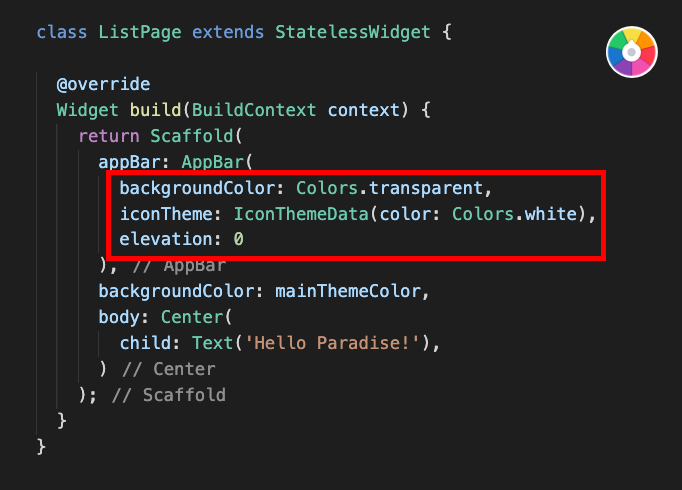 class ListPage extends StatelessWidget {
@override
Widget build(BuildContext context) {
return Scaffold(
appBar: AppBar(
backgroundColor: Colors.transparent,
iconTheme: IconThemeData(color: Colors.white),
elevation: 0
), // AppBar
backgroundColor: mainThemeColor,
body: Center(
child: Text('Hello Paradise!'),
) // Center
); // Scaffold
}
}